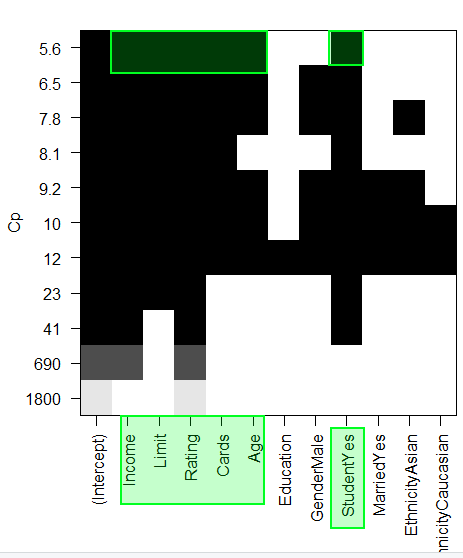 Cp
5.6
6.5
7.8
8.1
9.2
10
12
23
41
690
1800
(Intercept)
Income
Limit
Rating
Cards
Age
Education
GenderMale
StudentYes
MarriedYes
EthnicityAsian
nicityCaucasian